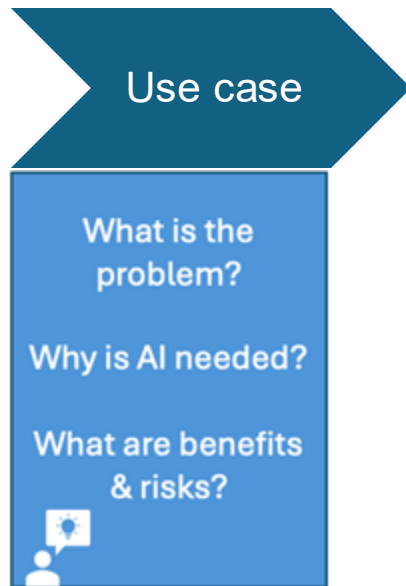 Use case
What is the
problem?
Why is AI needed?
What are benefits
& risks?